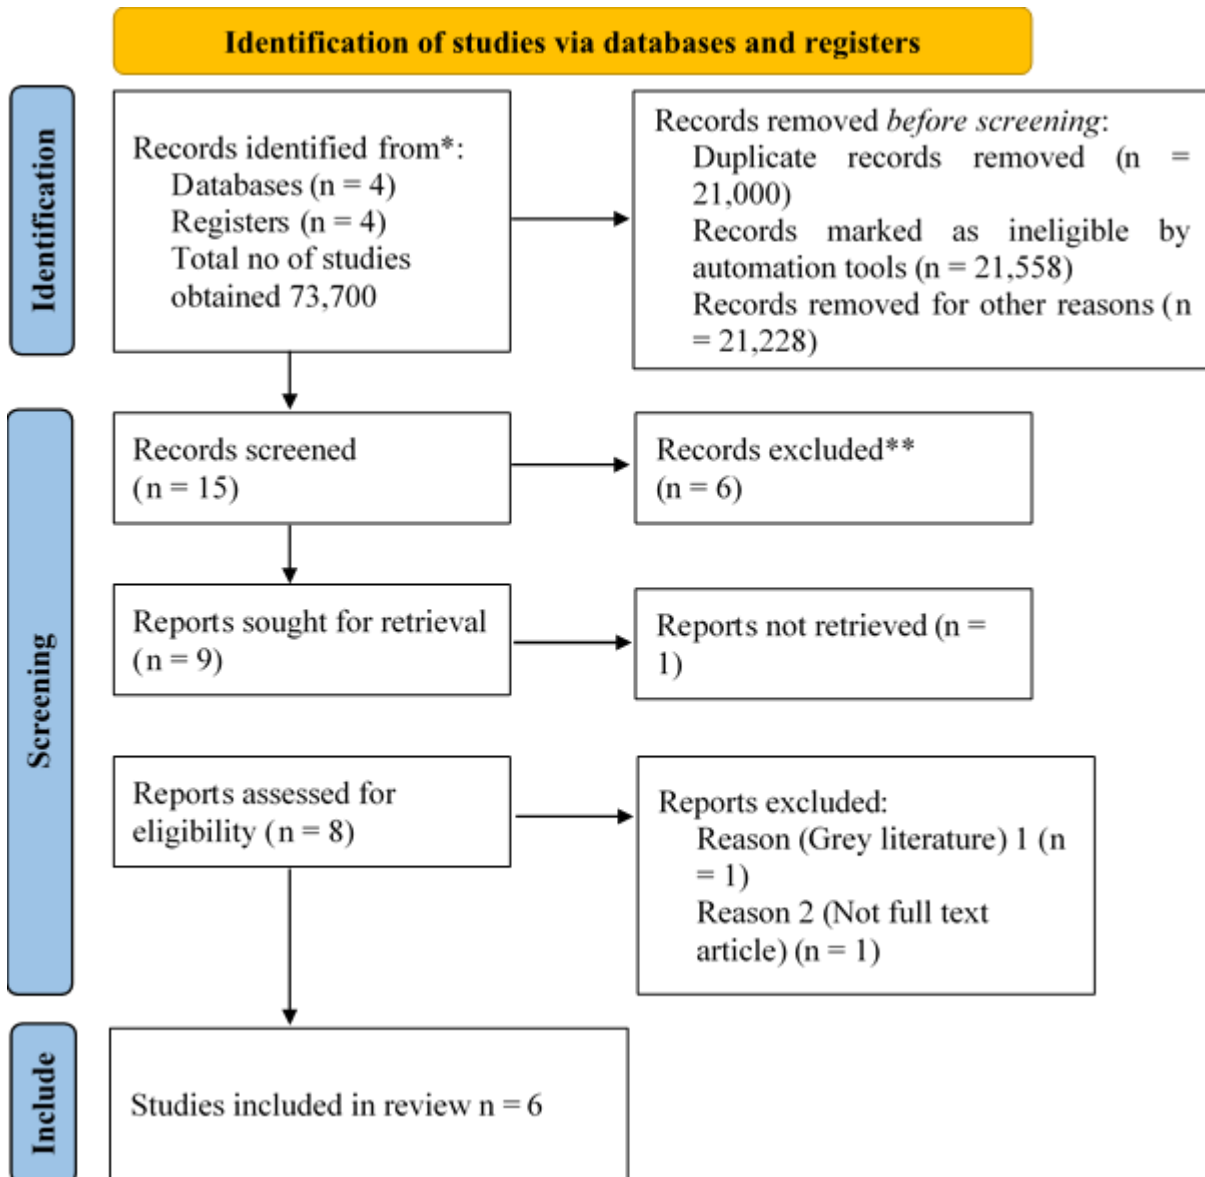 Identification of studies via databases and registers
Identification
Records identified from*:
Databases (n = 4)
Registers (n = 4)
Total no of studies
obtained 73,700
Records removed before screening:
Duplicate records removed (n =
21,000)
Records marked as ineligible by
automation tools (n = 21,558)
Records removed for other reasons (n
= 21,228)
Screening
Records screened
(n = 15)
Records excluded**
(n = 6)
Reports sought for retrieval
(n = 9)
Reports not retrieved (n =
1)
Reports assessed for
eligibility (n = 8)
Reports excluded:
Reason (Grey literature) 1 (n
= 1)
Reason 2 (Not full text
article) (n = 1)
Include
Studies included in review n = 6